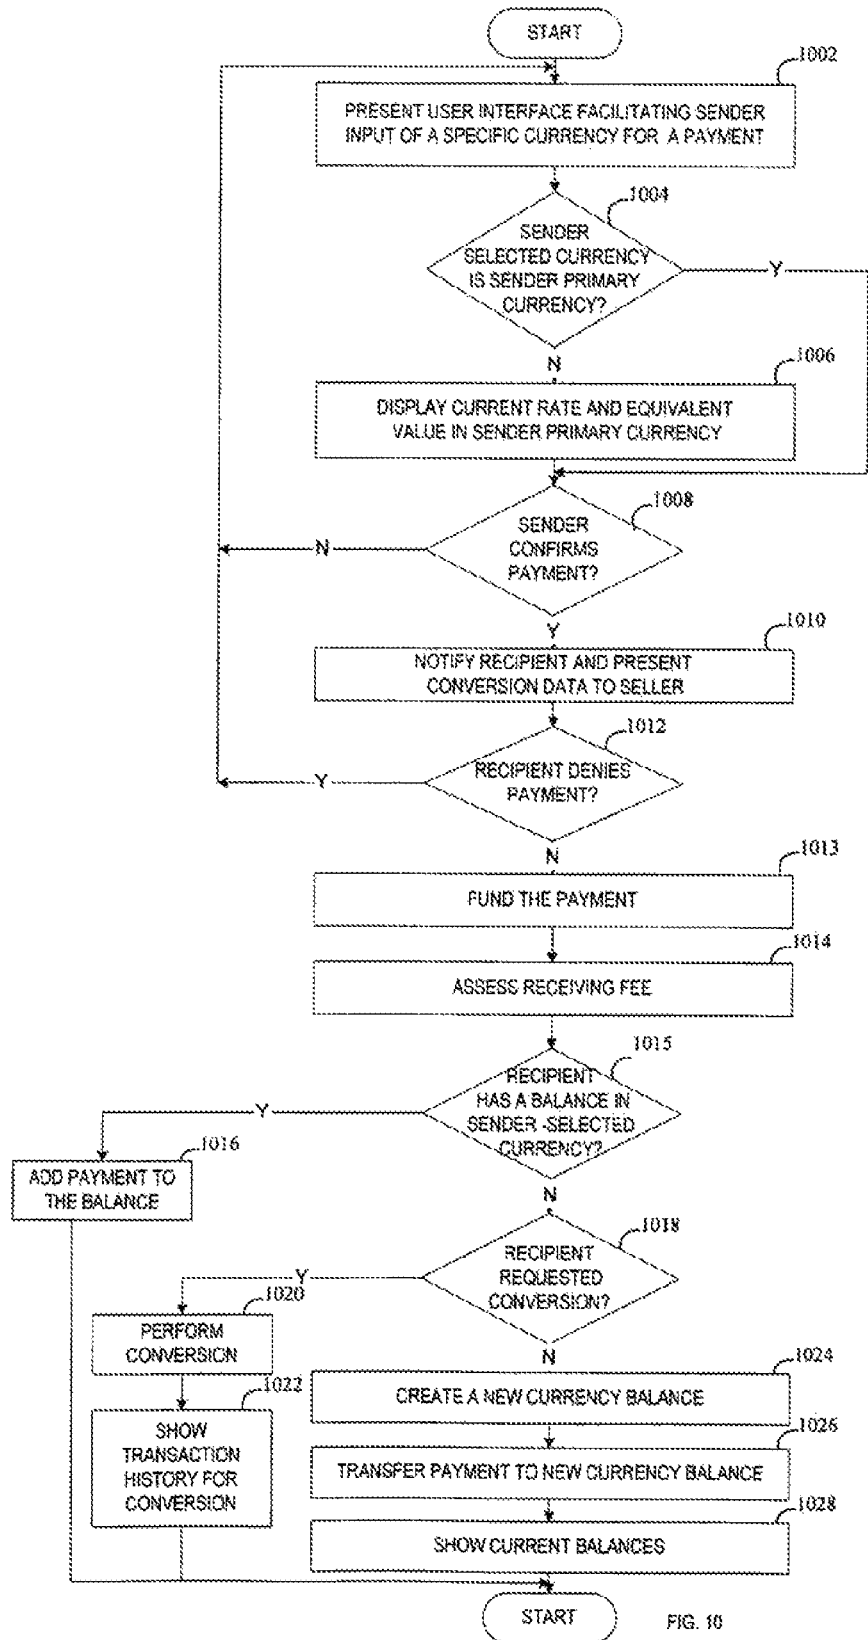 START
1002
PRESENT USER INTERFACE FACILITATING SENDER
INPUT OF A SPECIFIC CURRENCY FOR A PAYMENT
1004
SENDER
SELECTED CURRENCY
IS SENDER PRIMARY
CURRENCY?
Y
N
1006
DISPLAY CURRENT RATE AND EQUIVALENT
VALUE IN SENDER PRIMARY CURRENCY
1008
SENDER
CONFIRMS
PAYMENT?
N
Y
1010
NOTIFY RECIPIENT AND PRESENT
CONVERSION DATA TO SELLER
1012
RECIPIENT DENIES
PAYMENT?
Y
N
1013
FUND THE PAYMENT
1014
ASSESS RECEIVING FEE
1015
RECIPIENT
HAS A BALANCE IN
SENDER -SELECTED
CURRENCY?
Y
N
1016
ADD PAYMENT TO
THE BALANCE
1018
RECIPIENT
REQUESTED
CONVERSION?
Y
N
1020
PERFORM
CONVERSION
1022
SHOW
TRANSACTION
HISTORY FOR
CONVERSION
1024
CREATE A NEW CURRENCY BALANCE
1026
TRANSFER PAYMENT TO NEW CURRENCY BALANCE
1028
SHOW CURRENT BALANCES
START
FIG. 10